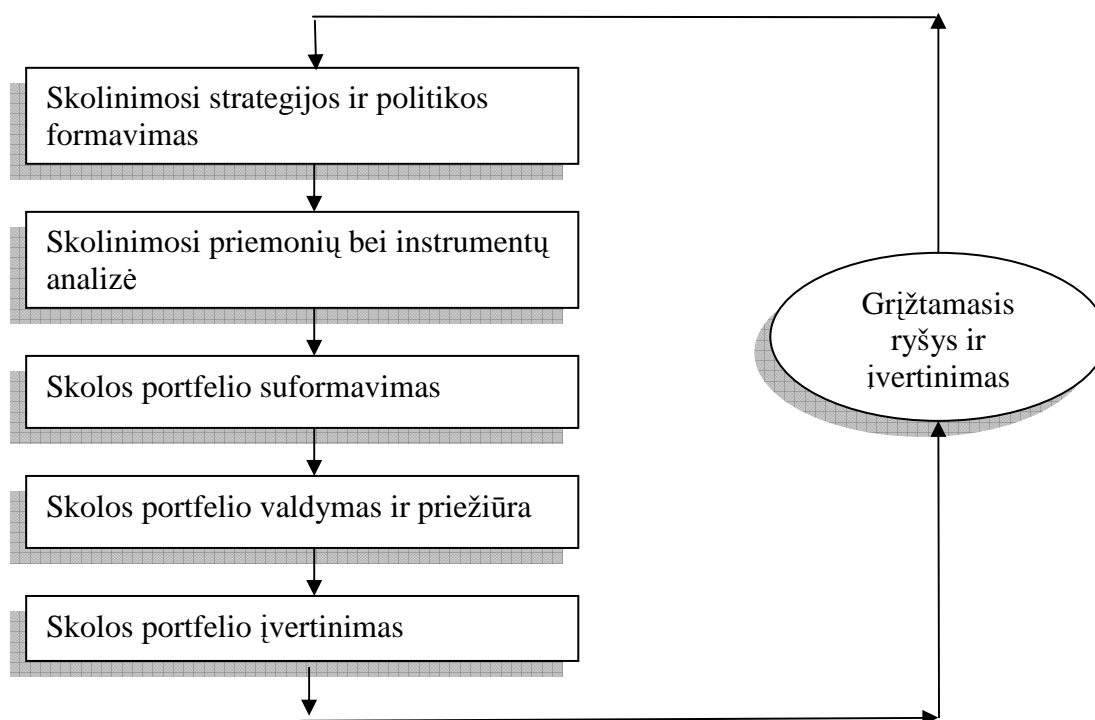 Skolinimosi strategijos ir politikos
formavimas
Skolinimosi priemonių bei instrumentų
analizė
Skolos portfelio suformavimas
Skolos portfelio valdymas ir priežiūra
Skolos portfelio įvertinimas
Grįžtamasis
ryšys ir
įvertinimas